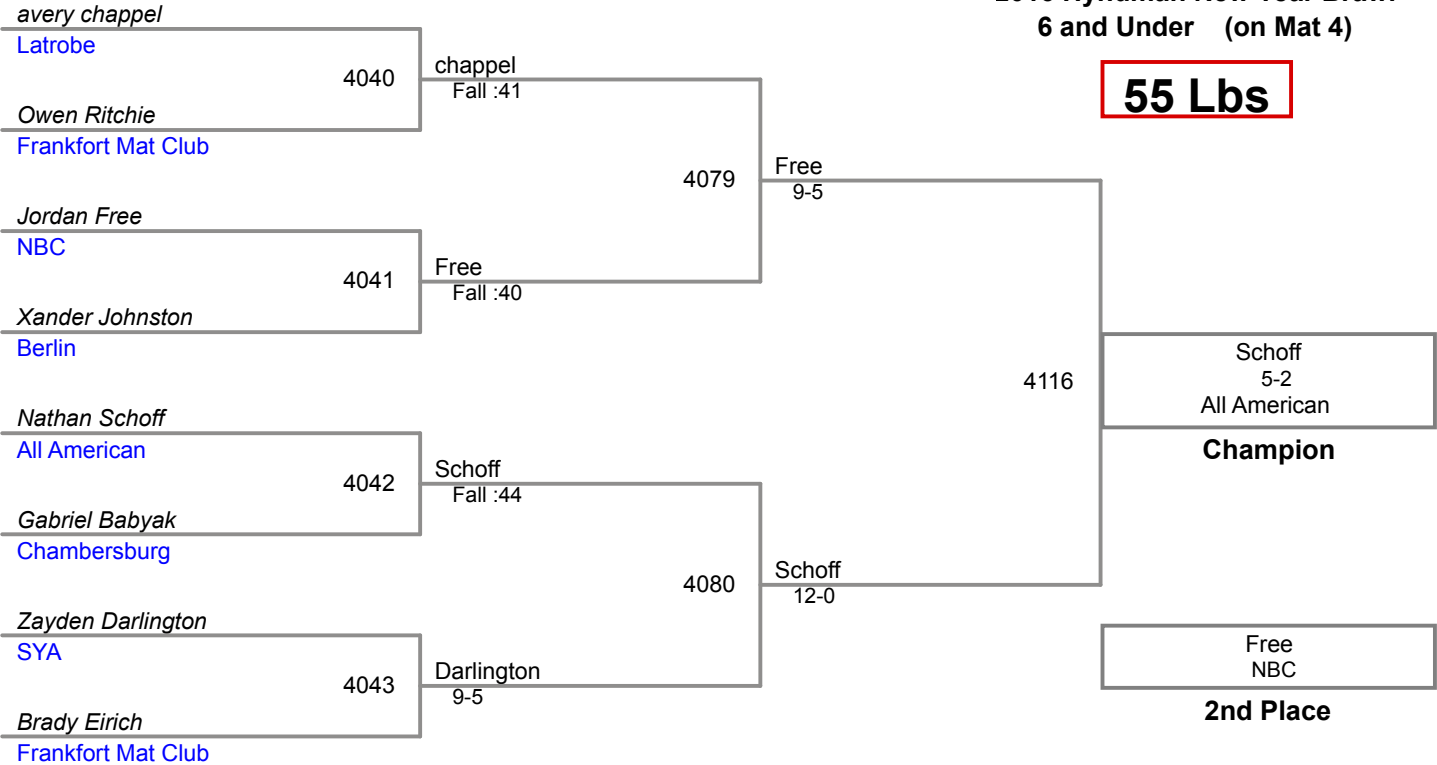 6 and Under (on Mat 4)
55 Lbs
avery chappel
Latrobe
4040
Owen Ritchie
Frankfort Mat Club
chappel
Fall :41
Jordan Free
NBC
4041
Xander Johnston
Berlin
Free
Fall :40
4079
Free
9-5
Nathan Schoff
All American
4042
Gabriel Babyak
Chambersburg
Schoff
Fall :44
Zayden Darlington
SYA
4043
Brady Eirich
Frankfort Mat Club
Darlington
9-5
4080
Schoff
12-0
4116
Schoff
5-2
All American
Champion
Free
NBC
2nd Place